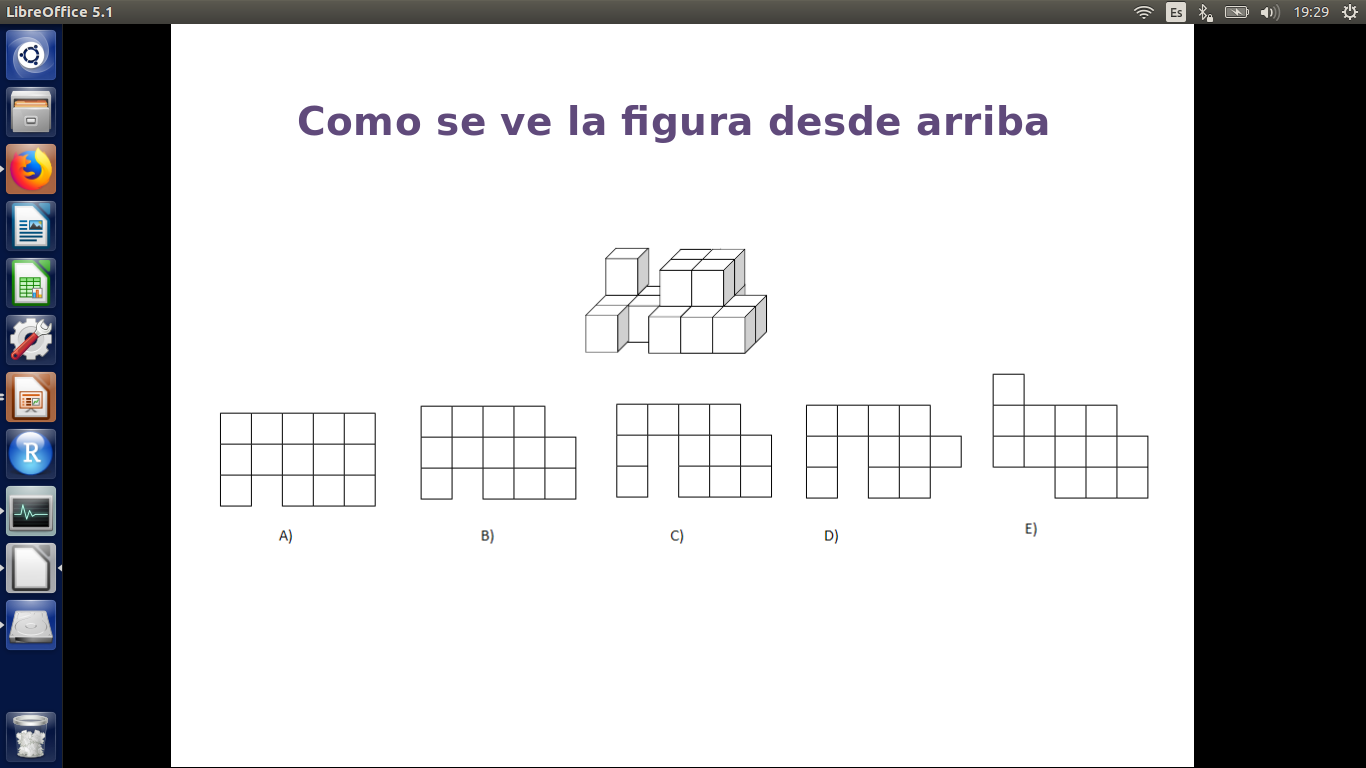 LibreOffice 5.1
Es
19:29
Como se ve la figura desde arriba
R
A)
B)
C)
D)
E)